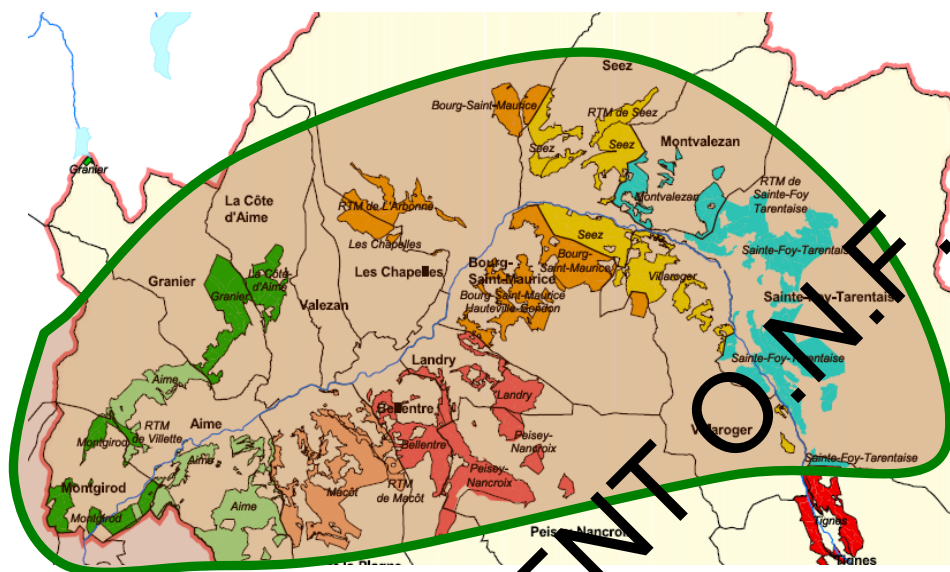 Seez
Bourg-Saint-Maurice
RTM de Seez
Seez
Seez
Montvalezan
Granier
RTM de
Sainte-Foy
Tarentaise
Montvalezan
La Côte
d'Aime
RTM de L'Arbonne
Les Chapelles
Seez
Sainte-Foy-Tarentaise
Bourg-
Saint-Maurice
Bourg-
Saint-Maurice
Les Chapelles
Villaroger
Granier
La Côte-
d'Aime
Granier
Valezan
Bourg-Saint-Maurice
Hauteville-Gondon
Sainte-Foy-Tarentaise
Landry
Sainte-Foy-Tarentaise
Aime
Landry
Bellentre
Aime
RTM
de Villette
Montgirod
Bellentre
Peisey-
Nancroix
Villaroger
Aime
Peisey-
Nancroix
Sainte-Foy-Tarentaise
Montgirod
Mâcot
RTM
de Macôt
Aime
Montgirod
Tignes
Peisey-Nancroix
Tignes
ENT O.N.F.